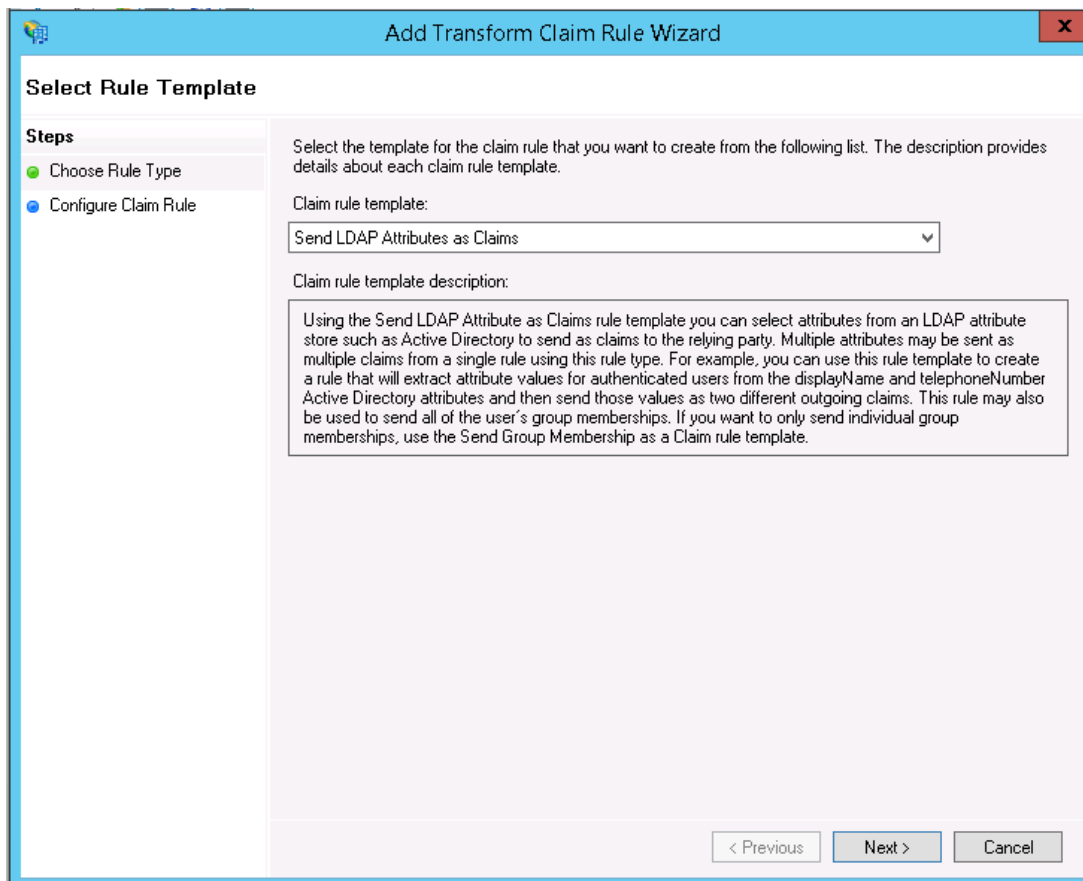 Add Transform Claim Rule Wizard
X
Select Rule Template
Steps
Choose Rule Type
Configure Claim Rule
Select the template for the claim rule that you want to create from the following list. The description provides
details about each claim rule template.
Claim rule template:
Send LDAP Attributes as Claims
Claim rule template description:
Using the Send LDAP Attribute as Claims rule template you can select attributes from an LDAP attribute
store such as Active Directory to send as claims to the relying party. Multiple attributes may be sent as
multiple claims from a single rule using this rule type. For example, you can use this rule template to create
a rule that will extract attribute values for authenticated users from the displayName and telephoneNumber
Active Directory attributes and then send those values as two different outgoing claims. This rule may also
be used to send all of the user's group memberships. If you want to only send individual group
memberships, use the Send Group Membership as a Claim rule template.
< Previous
Next >
Cancel